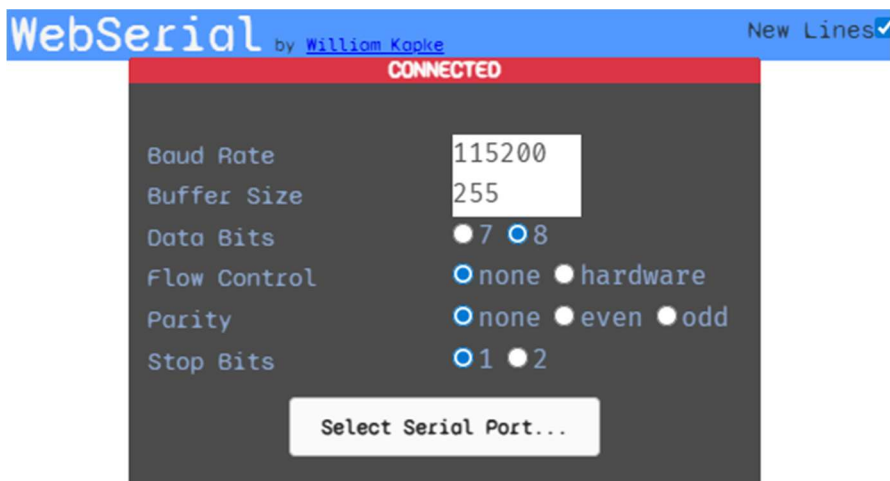 WebSerial by William Kapke New Lines
CONNECTED
Baud Rate 115200
Buffer Size 255
Data Bits 7 8
Flow Control none hardware
Parity none even odd
Stop Bits 1 2
Select Serial Port...